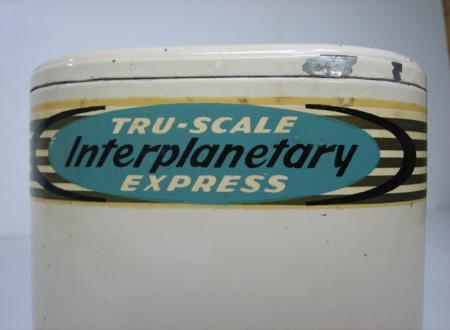 TRU-SCALE
Interplanetary
EXPRESS